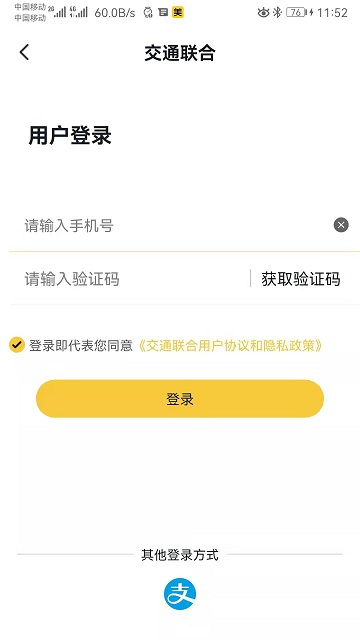 中国移动 2G 4G 60.0B/s 美 76 11:52
中国移动
交通联合
用户登录
请输入手机号
请输入验证码 获取验证码
登录即代表您同意《交通联合用户协议和隐私政策》
登录
其他登录方式
支